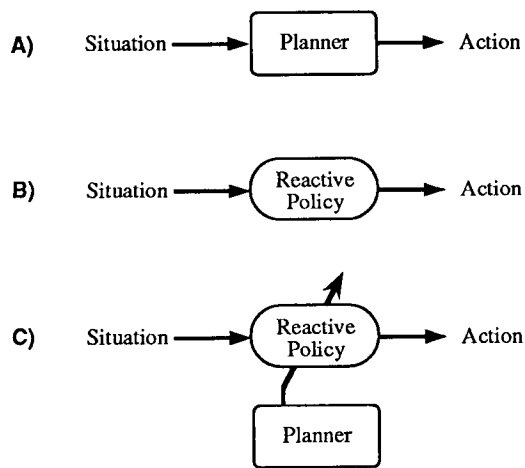 A) Situation Planner Action
B) Situation Reactive Policy Action
C) Situation Reactive Policy Action
Planner